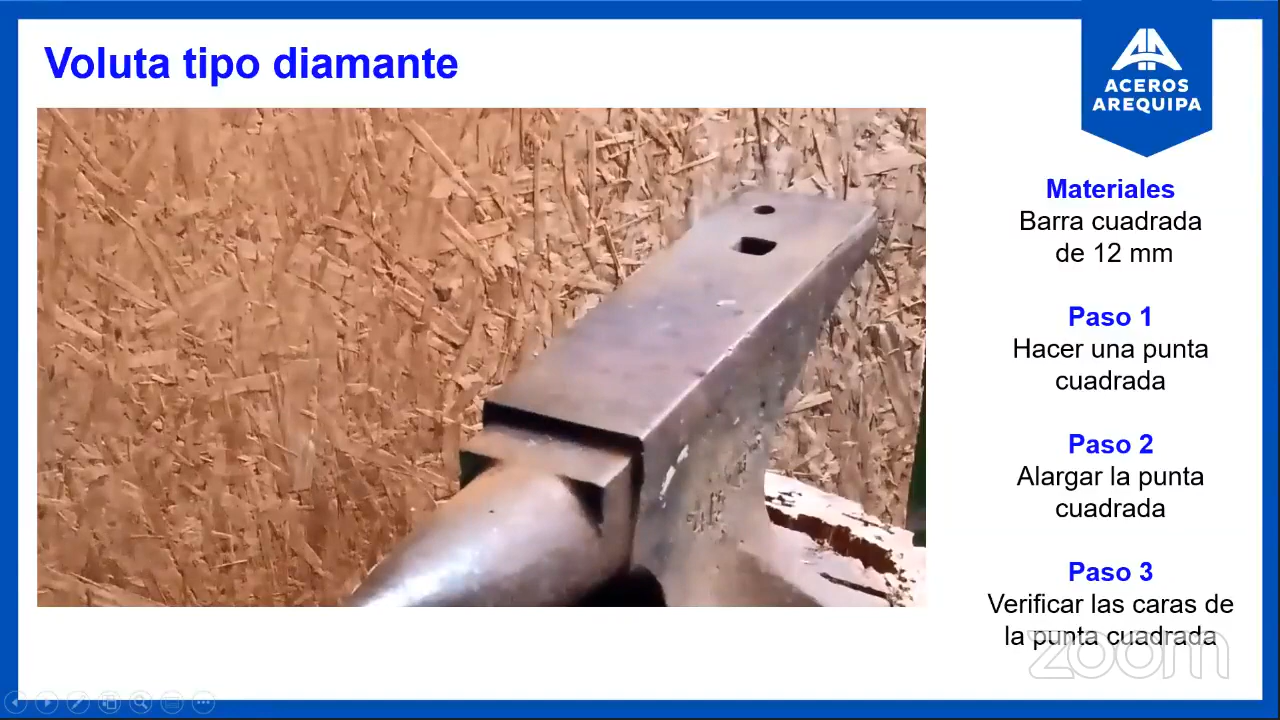 Voluta tipo diamante
ACEROS
AREQUIPA
Materiales
Barra cuadrada
de 12 mm
Paso 1
Hacer una punta
cuadrada
Paso 2
Alargar la punta
cuadrada
Paso 3
Verificar las caras de
la punta cuadrada
zoom